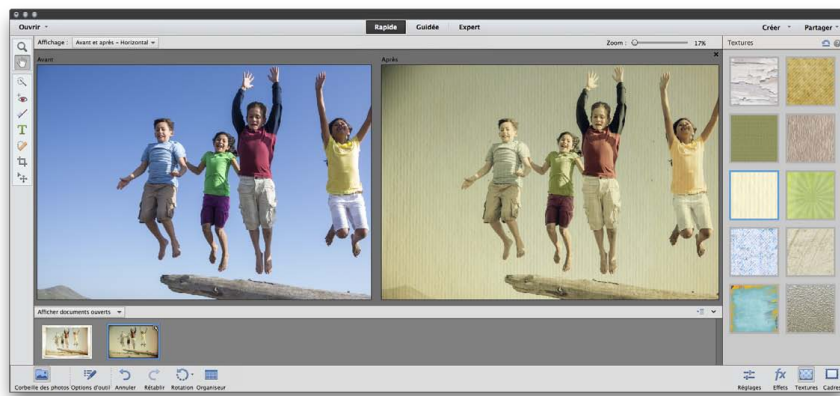 Ouvrir
Rapide
Guidée
Expert
Créer
Partager
Affichage : Avant et après - Horizontal
Zoom : 17%
Textures
Avant
Après
Afficher documents ouverts
Corbeille des photos
Options d'outil
Annuler
Rétablir
Rotation
Organiseur
Réglages
Effets
Textures
Cadres